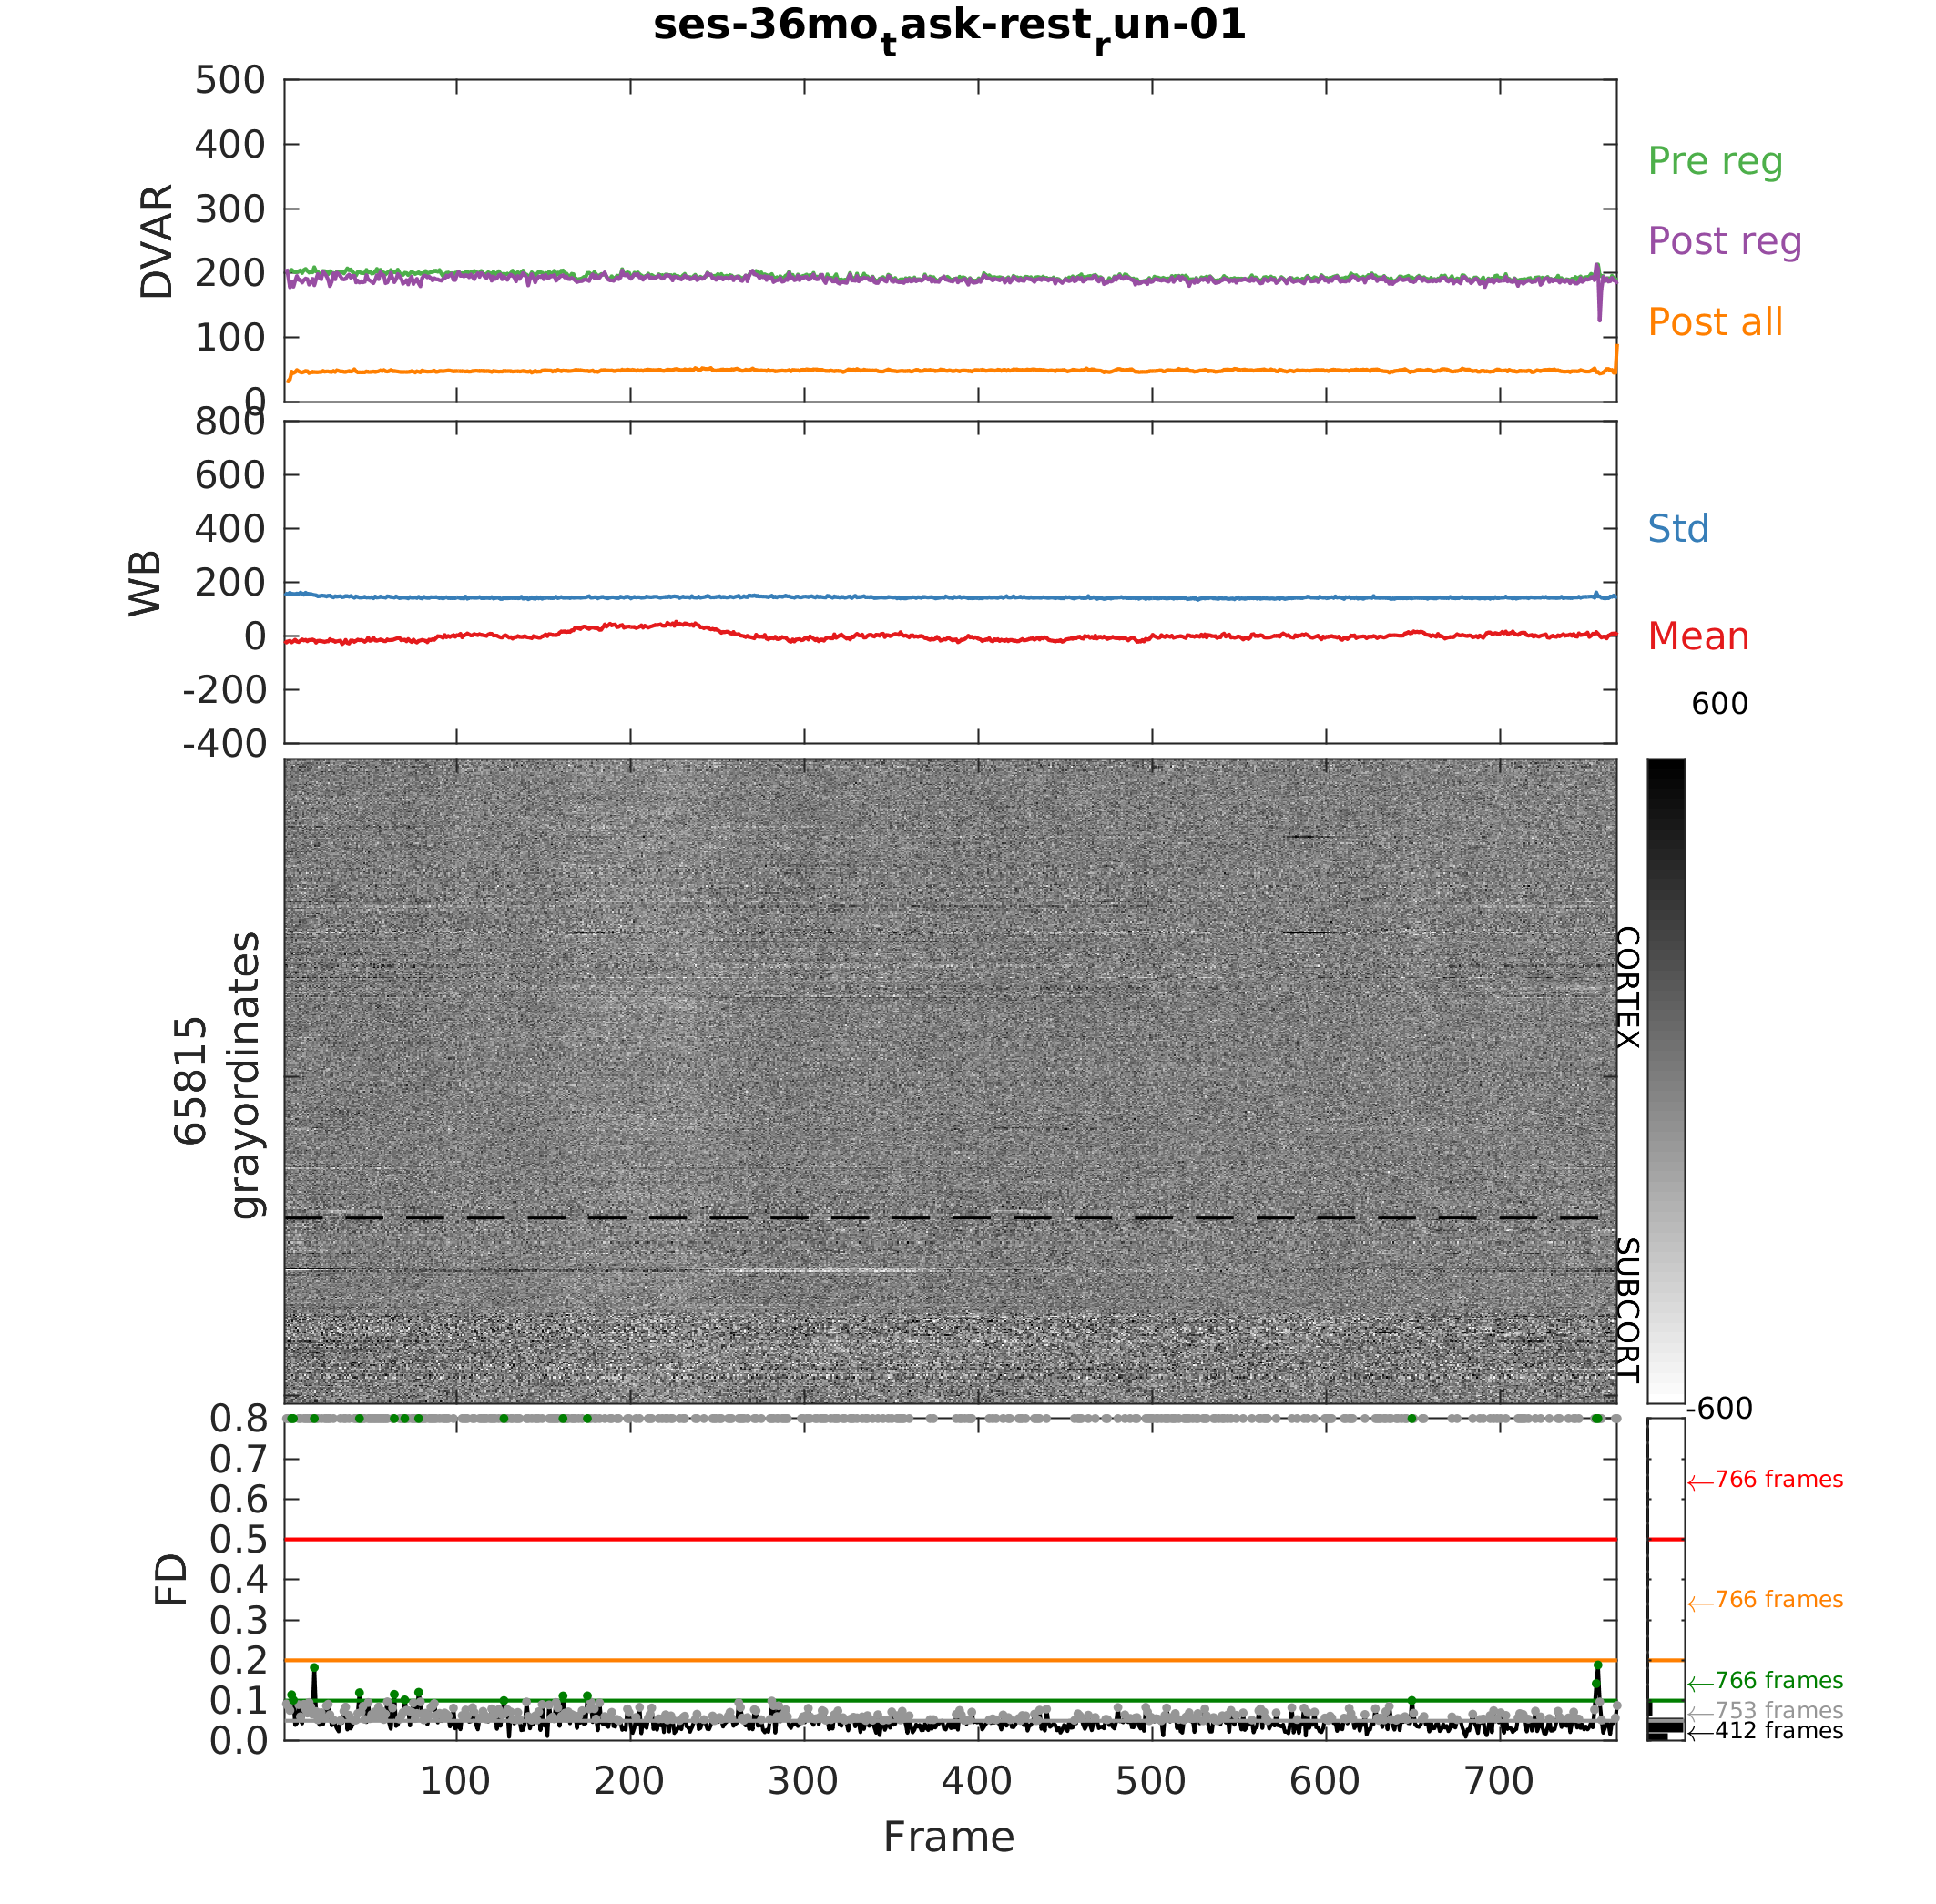 ses-36mo_task-rest_run-01
500
400
300
200
100
0
DVAR
Pre reg
Post reg
Post all
800
600
400
200
0
-200
-400
WB
Std
Mean
600
65815
grayordinates
CORTEX
SUBCORT
-600
0.8
0.7
0.6
0.5
0.4
0.3
0.2
0.1
0.0
FD
←766 frames
←766 frames
←766 frames
←753 frames
←412 frames
100 200 300 400 500 600 700
Frame